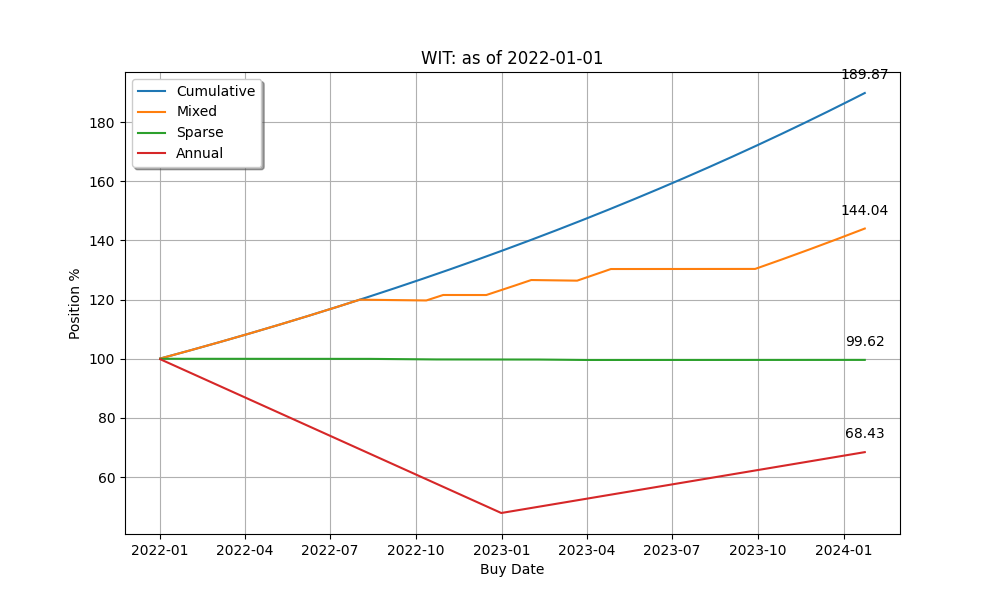 WIT: as of 2022-01-01
Cumulative
Mixed
Sparse
Annual
189.87
144.04
99.62
68.43
Position %
180
160
140
120
100
80
60
2022-01 2022-04 2022-07 2022-10 2023-01 2023-04 2023-07 2023-10 2024-01
Buy Date